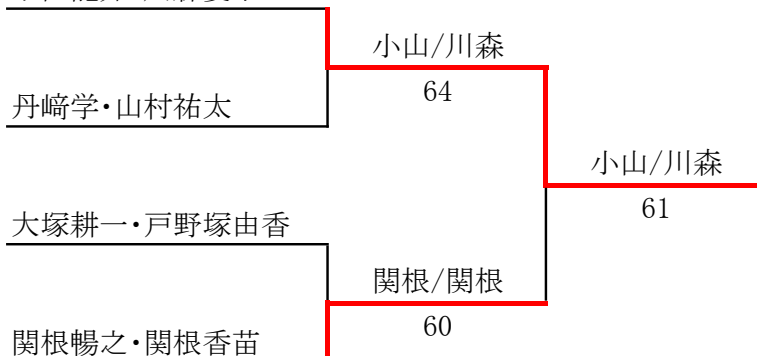 小山/川森
64
丹﨑学・山村祐太
小山/川森
61
大塚耕一・戸野塚由香
関根/関根
60
関根暢之・関根香苗